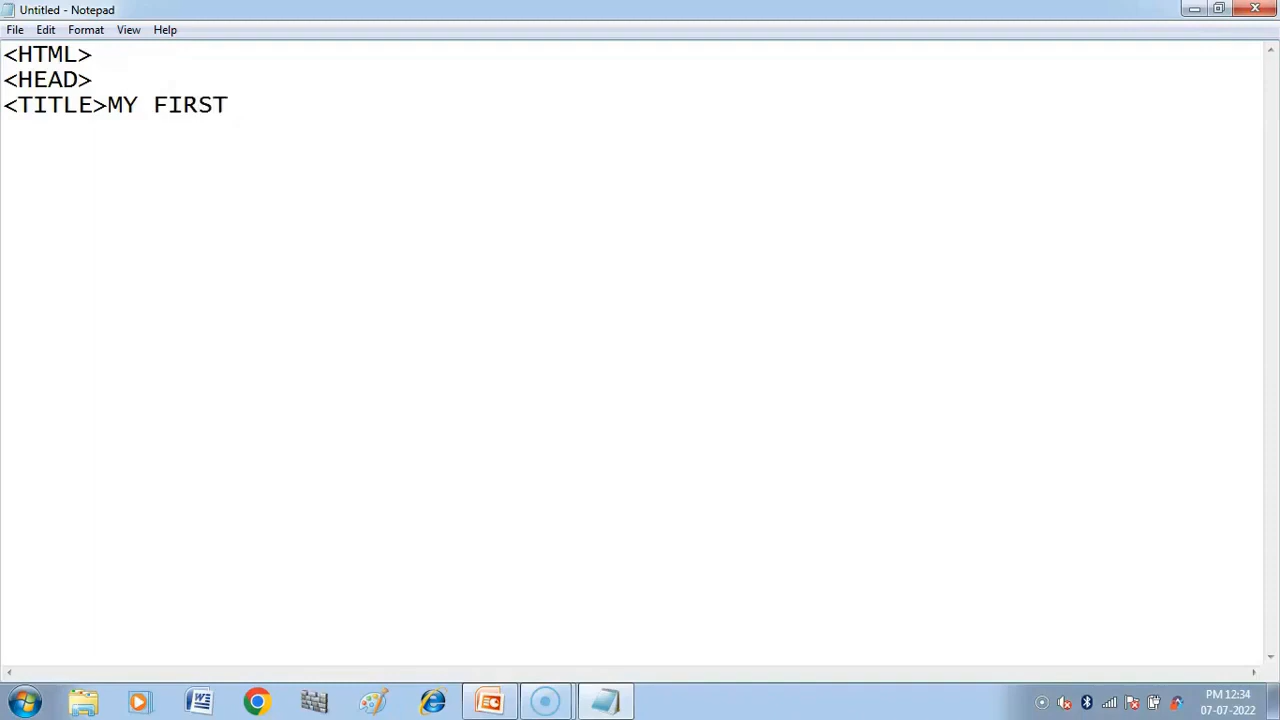 Untitled - Notepad
File Edit Format View Help
<HTML>
<HEAD>
<TITLE>MY FIRST
PM 12:34
07-07-2022